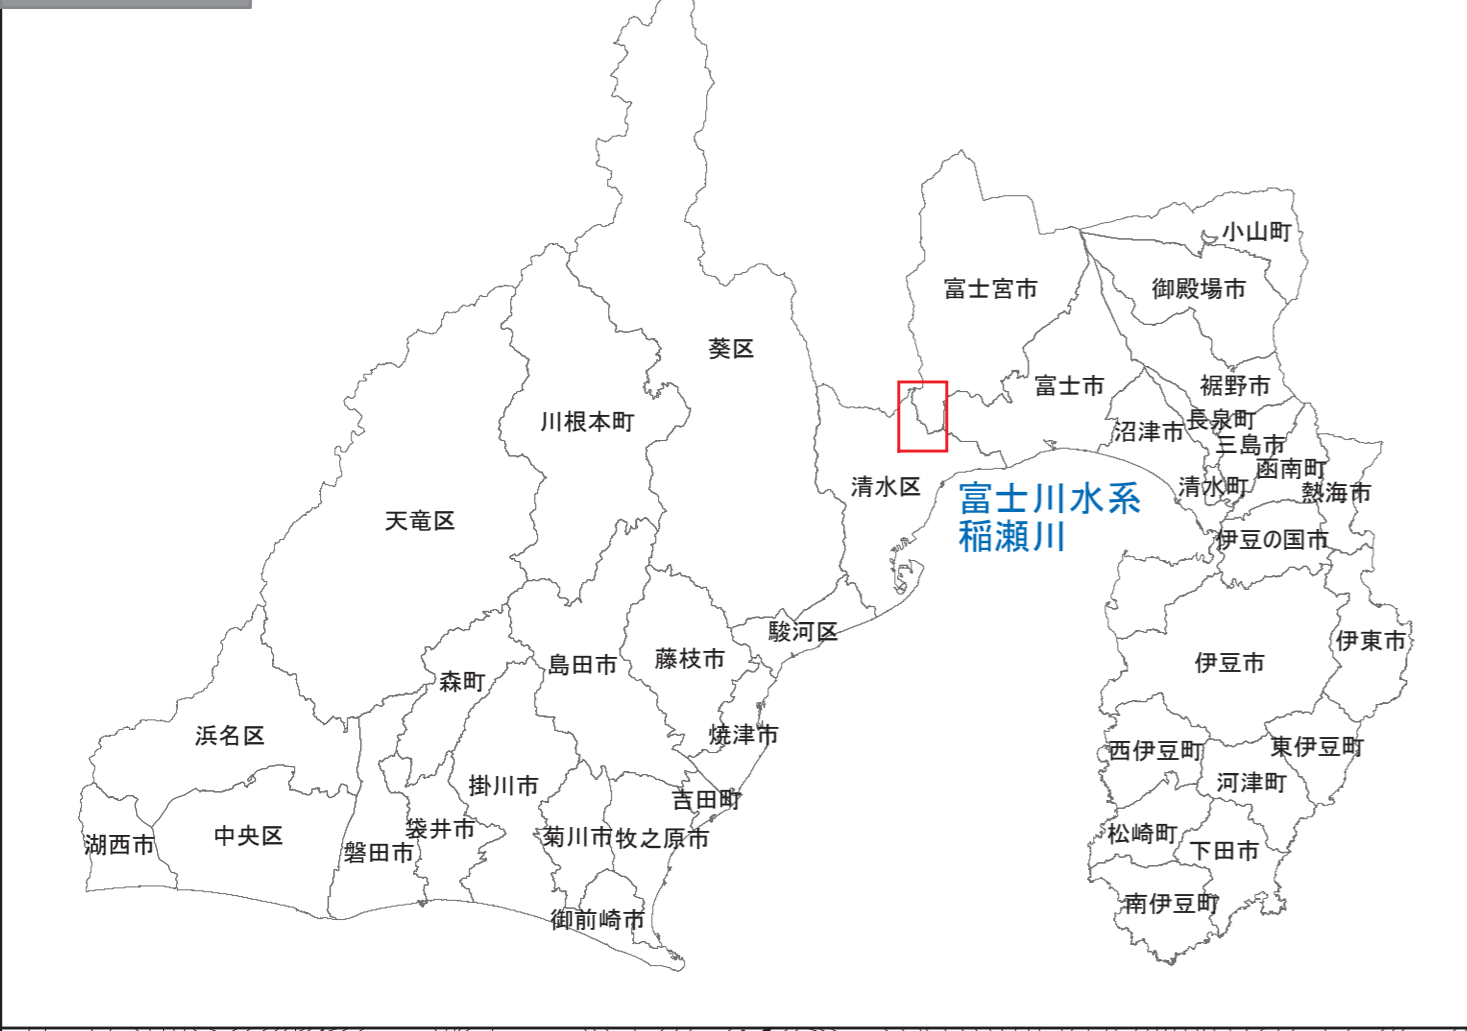 小山町
富士宮市
御殿場市
葵区
富士市
裾野市
川根本町
長泉町
沼津市
三島市
函南町
清水区
清水町
熱海市
富士川水系
稲瀬川
天竜区
伊豆の国市
駿河区
伊東市
島田市
藤枝市
伊豆市
森町
浜名区
焼津市
西伊豆町
東伊豆町
掛川市
河津町
吉田町
湖西市
中央区
磐田市
袋井市
菊川市
牧之原市
松崎町
下田市
御前崎市
南伊豆町